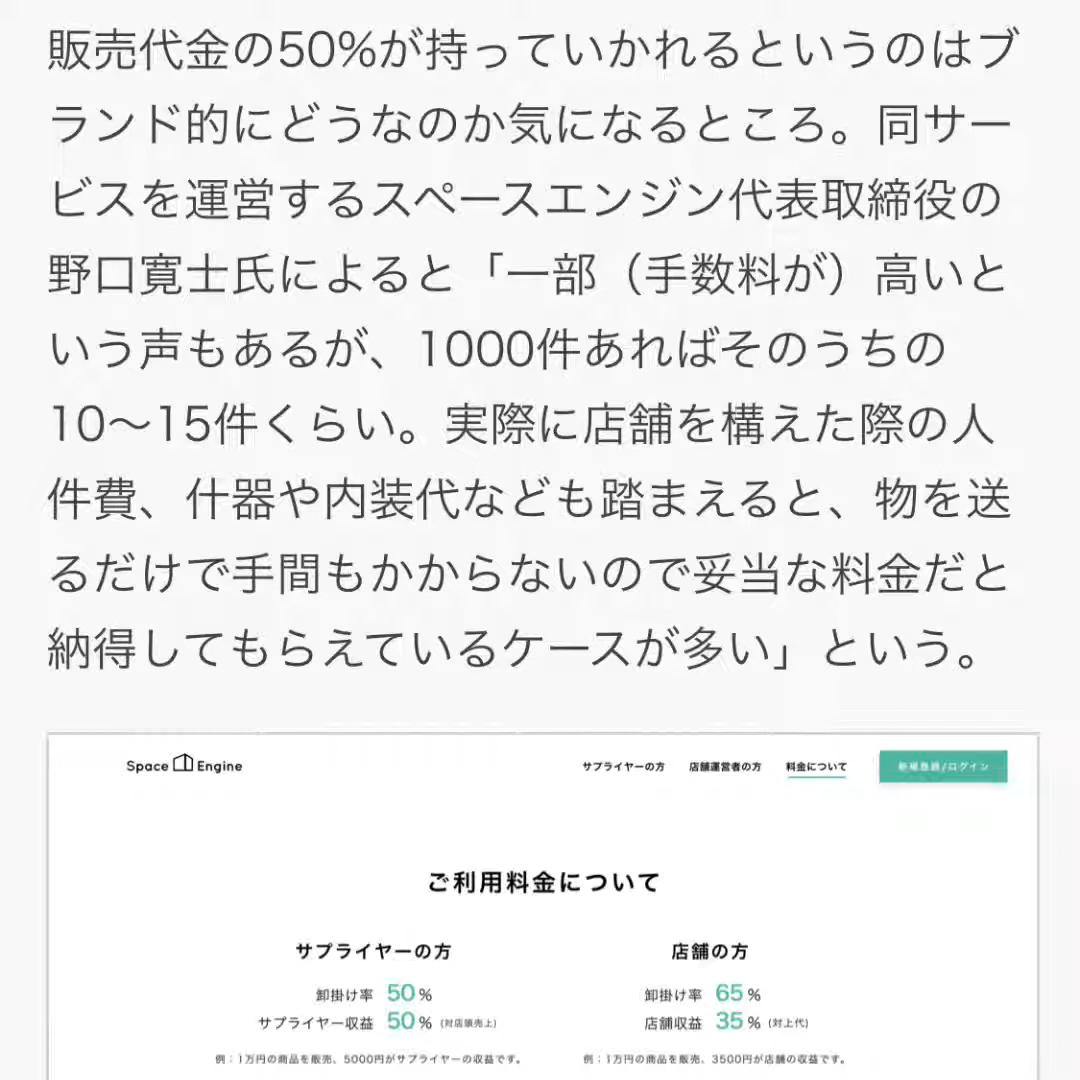 販売代金の50%が持っていかれるというのはブ
ランド的にどうなのか気になるところ。同サー
ビスを運営するスペースエンジン代表取締役の
野口寛士氏によると「一部（手数料が）高いと
いう声もあるが、1000件あればそのうちの
10〜15件くらい。実際に店舗を構えた際の人
件費、什器や内装代なども踏まえると、物を送
るだけで手間もかからないので妥当な料金だと
納得してもらえているケースが多い」という。
Space Engine
サプライヤーの方 店舗運営者の方 料金について 新規登録/ログイン
ご利用料金について
サプライヤーの方
卸掛け率 50%
サプライヤー収益 50% (対店頭売上)
例：1万円の商品を販売、5000円がサプライヤーの収益です。
店舗の方
卸掛け率 65%
店舗収益 35% (対上代)
例：1万円の商品を販売、3500円が店舗の収益です。